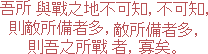 吾所 與戰之地不可知, 不可知,
則敵所備者多, 敵所備者多,
則吾之所戰 者, 寡矣。